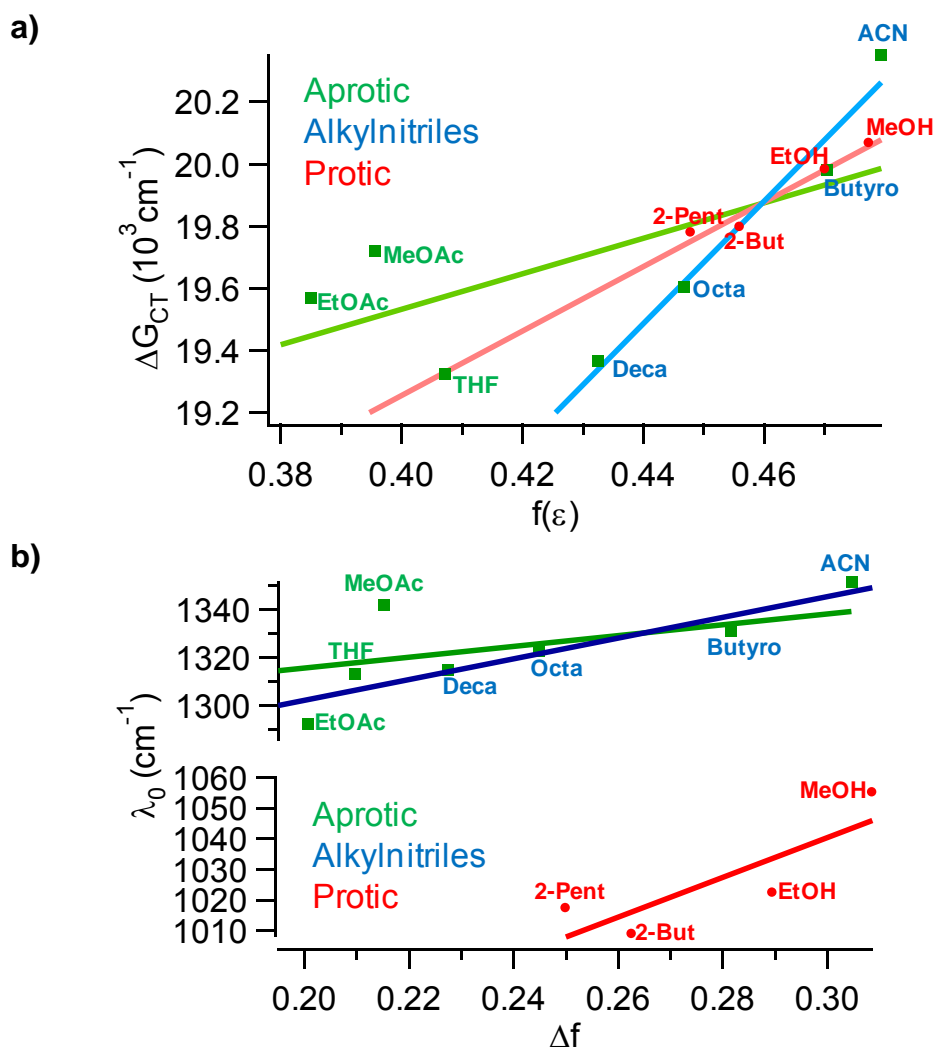 a)
ACN
20.2
Aprotic
Alkylnitriles
Protic
MeOH
EtOH
20.0
Butyro
2-Pent
2-But
19.8
MeOAc
EtOAc
19.6
Octa
19.4
Deca
THF
19.2
ΔG_CT (10^3 cm^-1)
0.38 0.40 0.42 0.44 0.46
f(ε)
b)
ACN
MeOAc
1340
THF
1320
Deca Octa Butyro
1300
EtOAc
λ_0 (cm^-1)
1060
MeOH
1050
Aprotic
1040
Alkylnitriles
1030
Protic
2-Pent
EtOH
1020
2-But
1010
0.20 0.22 0.24 0.26 0.28 0.30
Δf